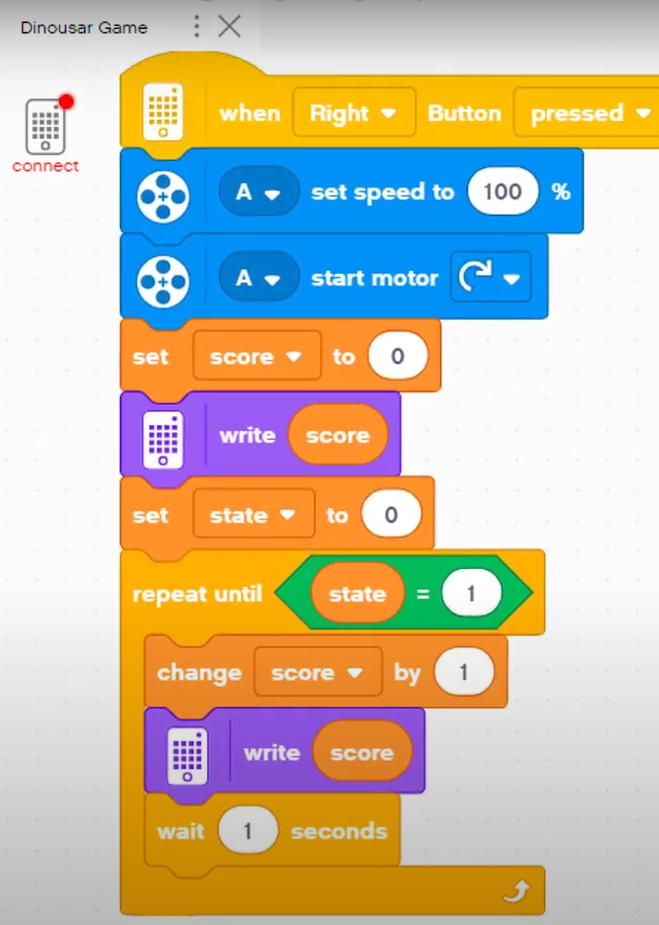 Dinousar Game
connect
when Right Button pressed
A set speed to 100 %
A start motor
set score to 0
write score
set state to 0
repeat until state = 1
change score by 1
write score
wait 1 seconds